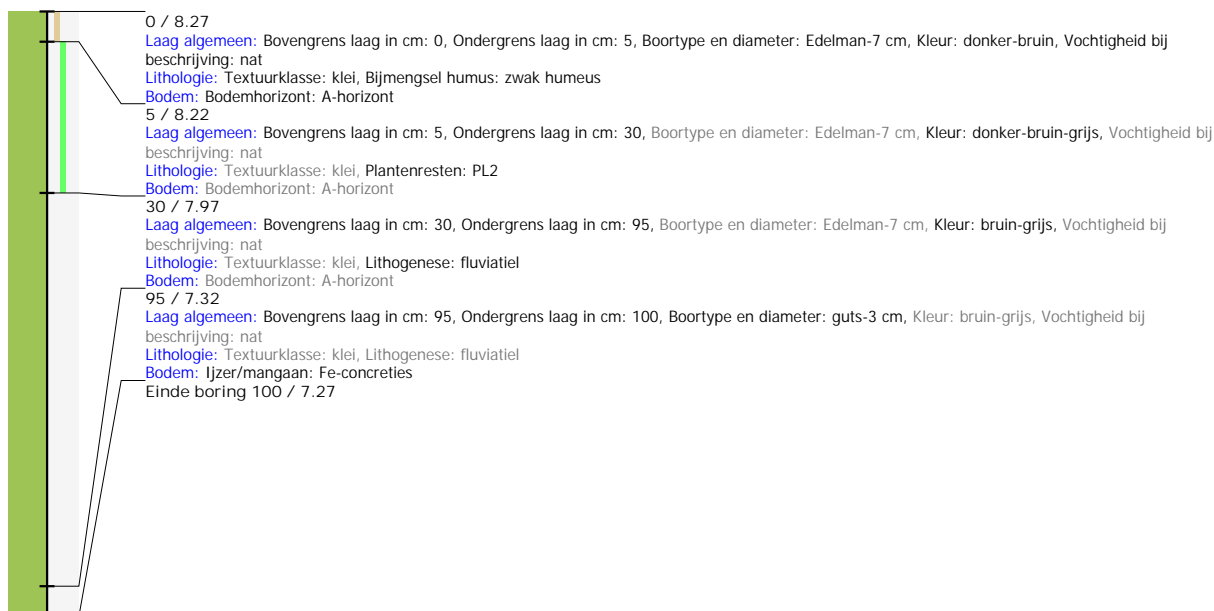 0 / 8.27
Laag algemeen: Bovengrens laag in cm: 0, Ondergrens laag in cm: 5, Boortype en diameter: Edelman-7 cm, Kleur: donker-bruin, Vochtigheid bij
beschrijving: nat
Lithologie: Textuurklasse: klei, Bijmengsel humus: zwak humeus
Bodem: Bodemhorizont: A-horizont
5 / 8.22
Laag algemeen: Bovengrens laag in cm: 5, Ondergrens laag in cm: 30, Boortype en diameter: Edelman-7 cm, Kleur: donker-bruin-grijs, Vochtigheid bij
beschrijving: nat
Lithologie: Textuurklasse: klei, Plantenresten: PL2
Bodem: Bodemhorizont: A-horizont
30 / 7.97
Laag algemeen: Bovengrens laag in cm: 30, Ondergrens laag in cm: 95, Boortype en diameter: Edelman-7 cm, Kleur: bruin-grijs, Vochtigheid bij
beschrijving: nat
Lithologie: Textuurklasse: klei, Lithogenese: fluviatiel
Bodem: Bodemhorizont: A-horizont
95 / 7.32
Laag algemeen: Bovengrens laag in cm: 95, Ondergrens laag in cm: 100, Boortype en diameter: guts-3 cm, Kleur: bruin-grijs, Vochtigheid bij
beschrijving: nat
Lithologie: Textuurklasse: klei, Lithogenese: fluviatiel
Bodem: Ijzer/mangaan: Fe-concreties
Einde boring 100 / 7.27